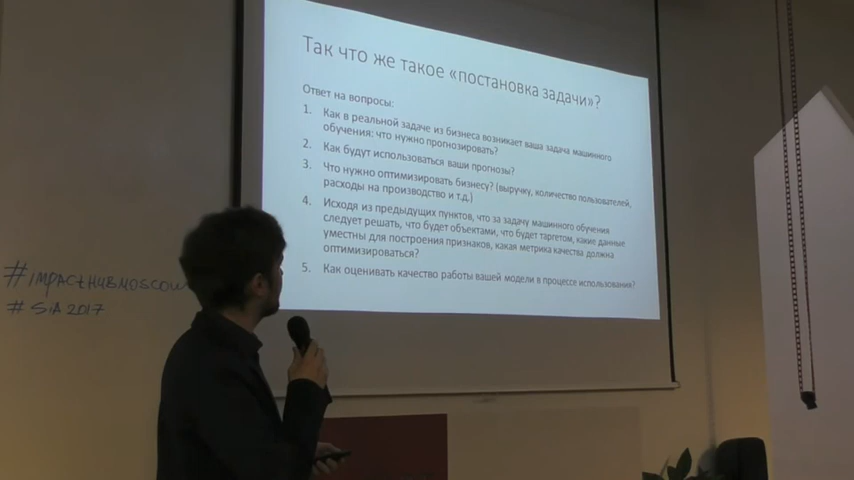 Так что же такое «постановка задачи»?
Ответ на вопросы:
1. Как в реальной задаче из бизнеса возникает ваша задача машинного
обучения: что нужно прогнозировать?
2. Как будут использоваться ваши прогнозы?
3. Что нужно оптимизировать бизнесу? (выручку, количество пользователей,
расходы на производство и т.д.)
4. Исходя из предыдущих пунктов, что за задачу машинного обучения
следует решать, что будет объектами, что будет таргетом, какие данные
уместны для построения признаков, какая метрика качества должна
оптимизироваться?
5. Как оценивать качество работы вашей модели в процессе использования?
#IMPACTHUBMOSCOW
# SIA 2017